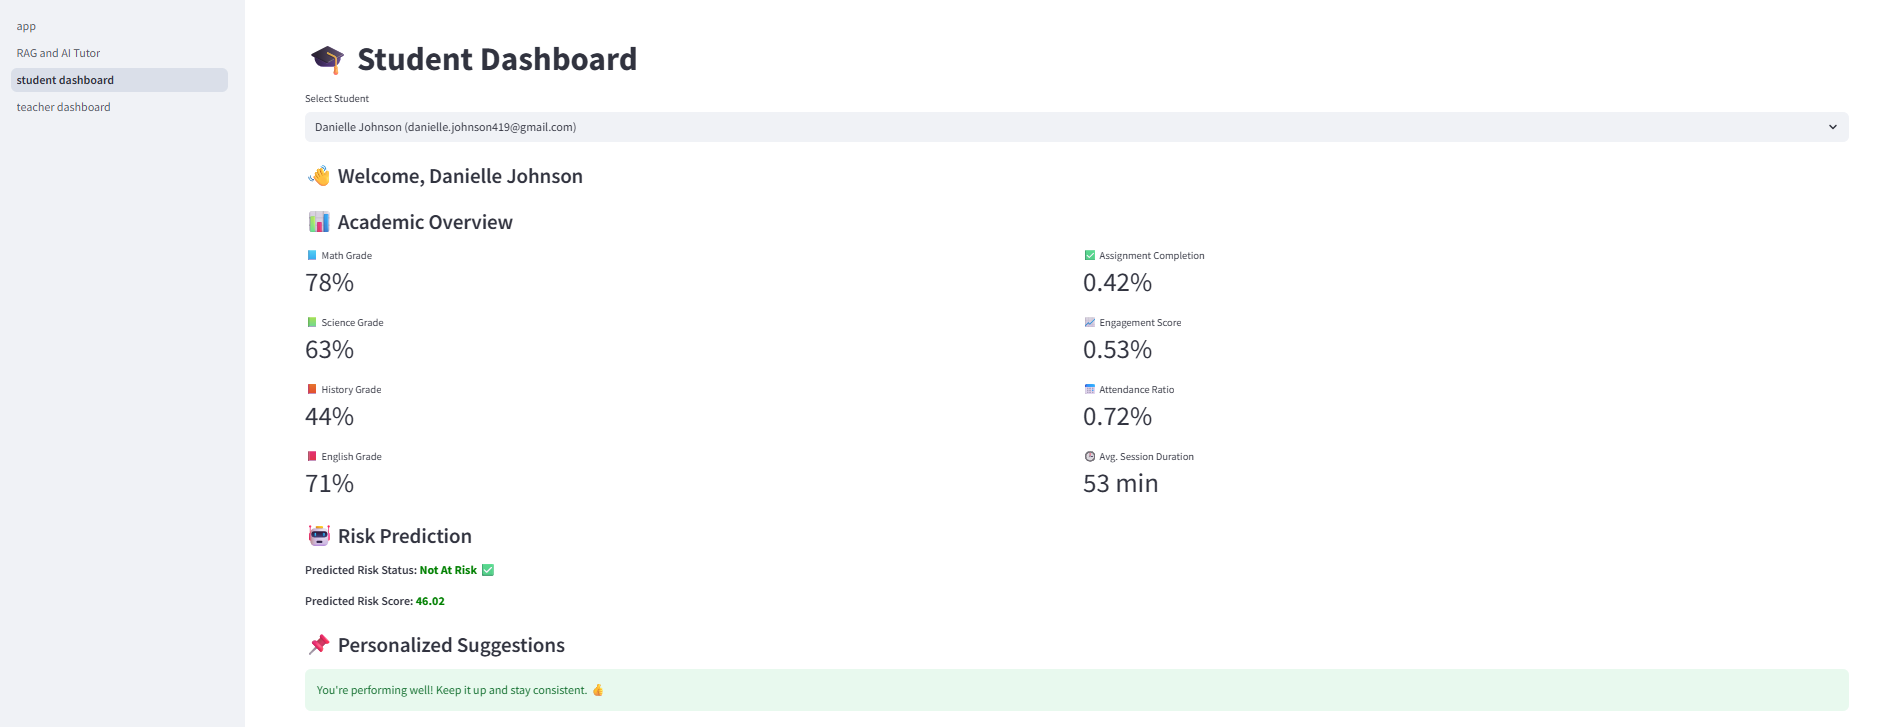 app
RAG and AI Tutor
student dashboard
teacher dashboard
Student Dashboard
Select Student
Danielle Johnson (danielle.johnson419@gmail.com)
Welcome, Danielle Johnson
Academic Overview
Math Grade
78%
Science Grade
63%
History Grade
44%
English Grade
71%
Assignment Completion
0.42%
Engagement Score
0.53%
Attendance Ratio
0.72%
Avg. Session Duration
53 min
Risk Prediction
Predicted Risk Status: Not At Risk
Predicted Risk Score: 46.02
Personalized Suggestions
You're performing well! Keep it up and stay consistent.